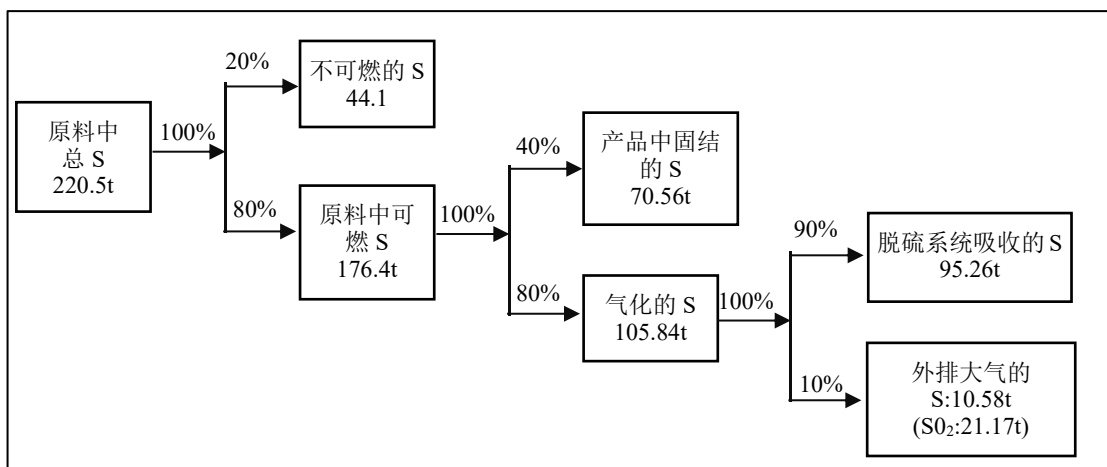 20%
不可燃的 S
44.1
原料中
总 S
220.5t
100%
80%
原料中可
燃 S
176.4t
100%
40%
产品中固结
的 S
70.56t
80%
气化的 S
105.84t
100%
90%
脱硫系统吸收的 S
95.26t
10%
外排大气的
S:10.58t
(S0₂:21.17t)